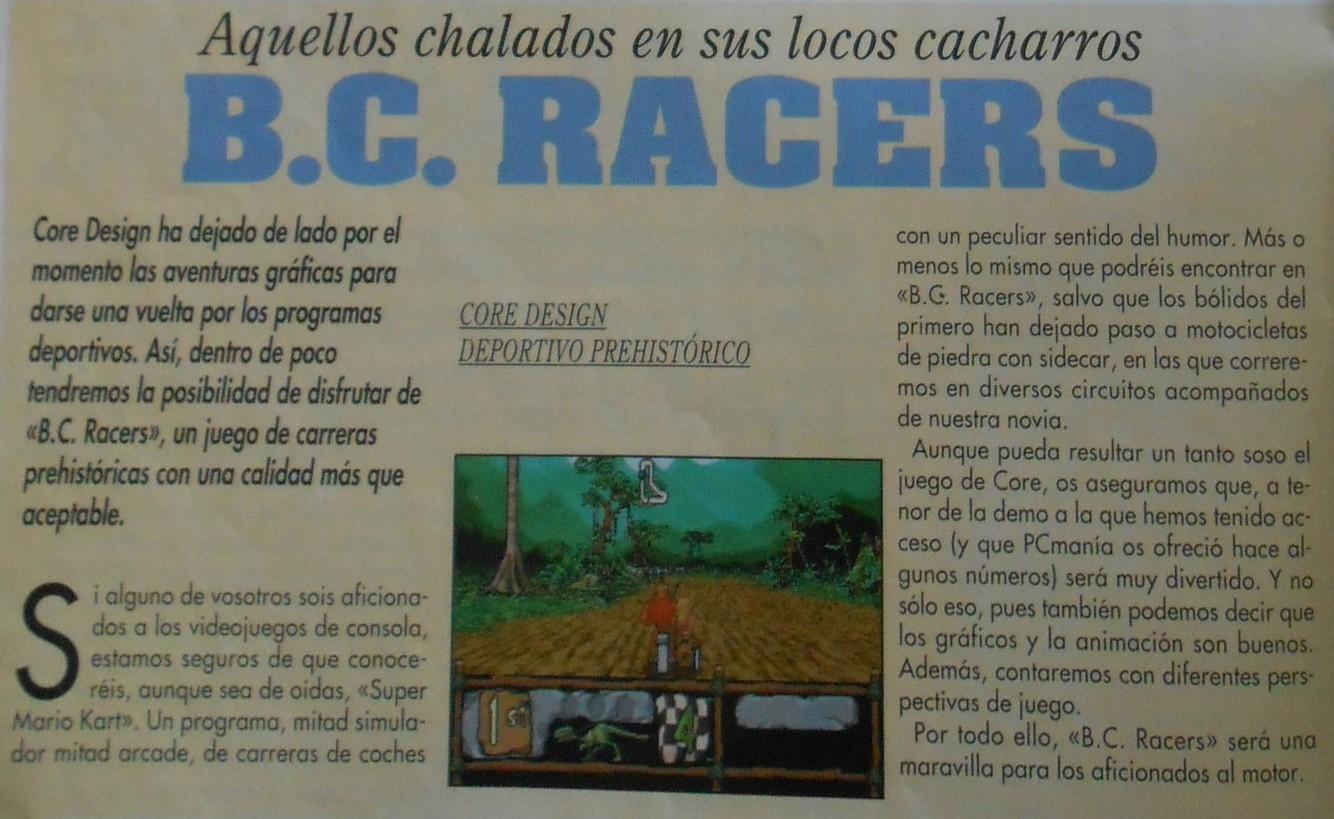 Aquellos chalados en sus locos cacharros
B.C. RACERS
Core Design ha dejado de lado por el
momento las aventuras gráficas para
darse una vuelta por los programas
deportivos. Así, dentro de poco
tendremos la posibilidad de disfrutar de
«B.C. Racers», un juego de carreras
prehistóricas con una calidad más que
aceptable.
Si alguno de vosotros sois aficiona-
dos a los videojuegos de consola,
estamos seguros de que conoce-
réis, aunque sea de oídas, «Super
Mario Kart». Un programa, mitad simula-
dor mitad arcade, de carreras de coches
CORE DESIGN
DEPORTIVO PREHISTÓRICO
1 st
4
con un peculiar sentido del humor. Más o
menos lo mismo que podréis encontrar en
«B.C. Racers», salvo que los bólidos del
primero han dejado paso a motocicletas
de piedra con sidecar, en las que correre-
mos en diversos circuitos acompañados
de nuestra novia.
Aunque pueda resultar un tanto soso el
juego de Core, os aseguramos que, a te-
nor de la demo a la que hemos tenido ac-
ceso (y que PCmanía os ofreció hace al-
gunos números) será muy divertido. Y no
sólo eso, pues también podemos decir que
los gráficos y la animación son buenos.
Además, contaremos con diferentes pers-
pectivas de juego.
Por todo ello, «B.C. Racers» será una
maravilla para los aficionados al motor.